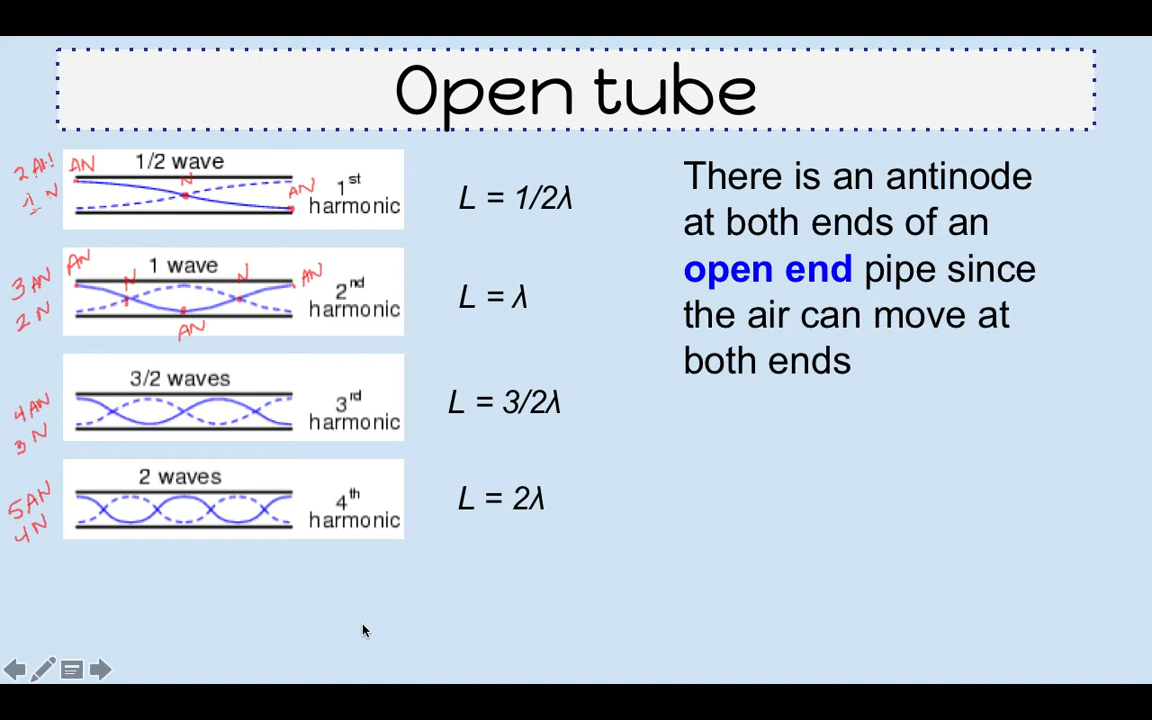 Open tube
2 AN
1 N
AN
1/2 wave
N
AN
1st
harmonic
L = 1/2λ
3 AN
2 N
AN
1 wave
N
N
AN
AN
2nd
harmonic
L = λ
4 AN
3 N
3/2 waves
3rd
harmonic
L = 3/2λ
5 AN
4 N
2 waves
4th
harmonic
L = 2λ
There is an antinode
at both ends of an
open end pipe since
the air can move at
both ends